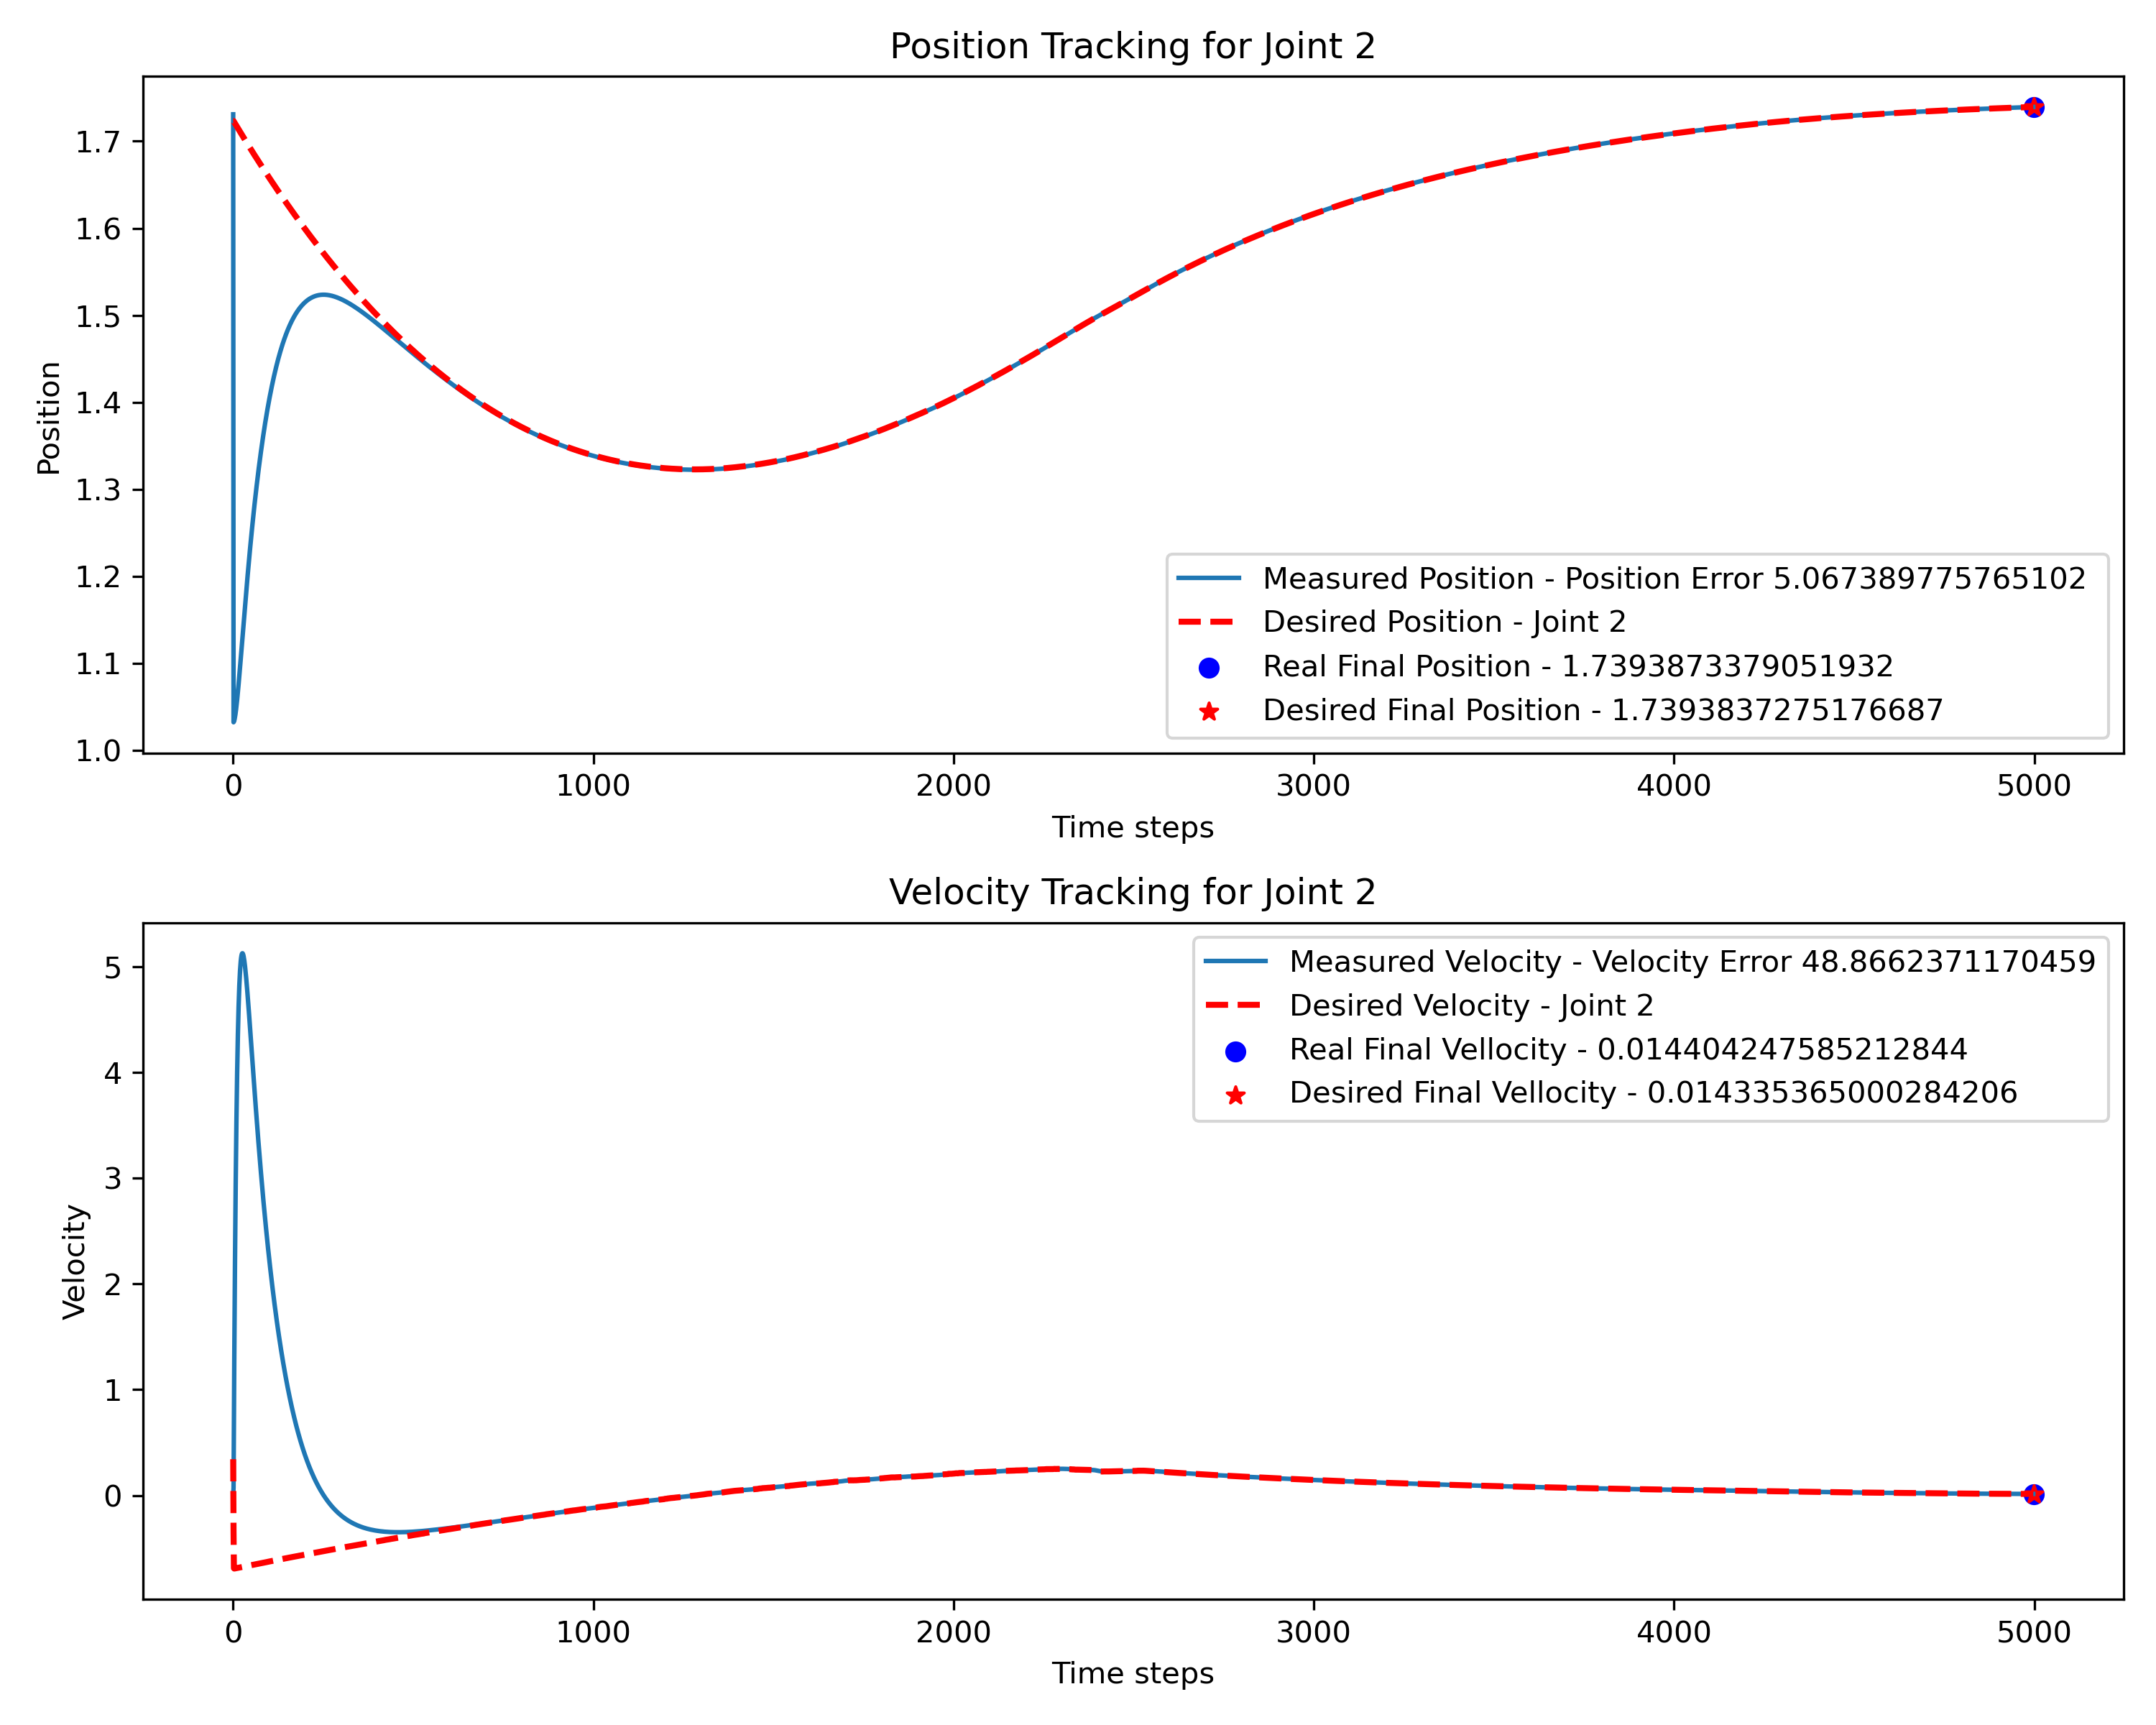 Position Tracking for Joint 2
1.7
1.6
1.5
1.4
1.3
1.2
1.1
1.0
Position
Measured Position - Position Error 5.067389775765102
Desired Position - Joint 2
Real Final Position - 1.7393873379051932
Desired Final Position - 1.7393837275176687
0 1000 2000 3000 4000 5000
Time steps
Velocity Tracking for Joint 2
5
4
3
2
1
0
Velocity
Measured Velocity - Velocity Error 48.8662371170459
Desired Velocity - Joint 2
Real Final Vellocity - 0.014404247585212844
Desired Final Vellocity - 0.014335365000284206
0 1000 2000 3000 4000 5000
Time steps